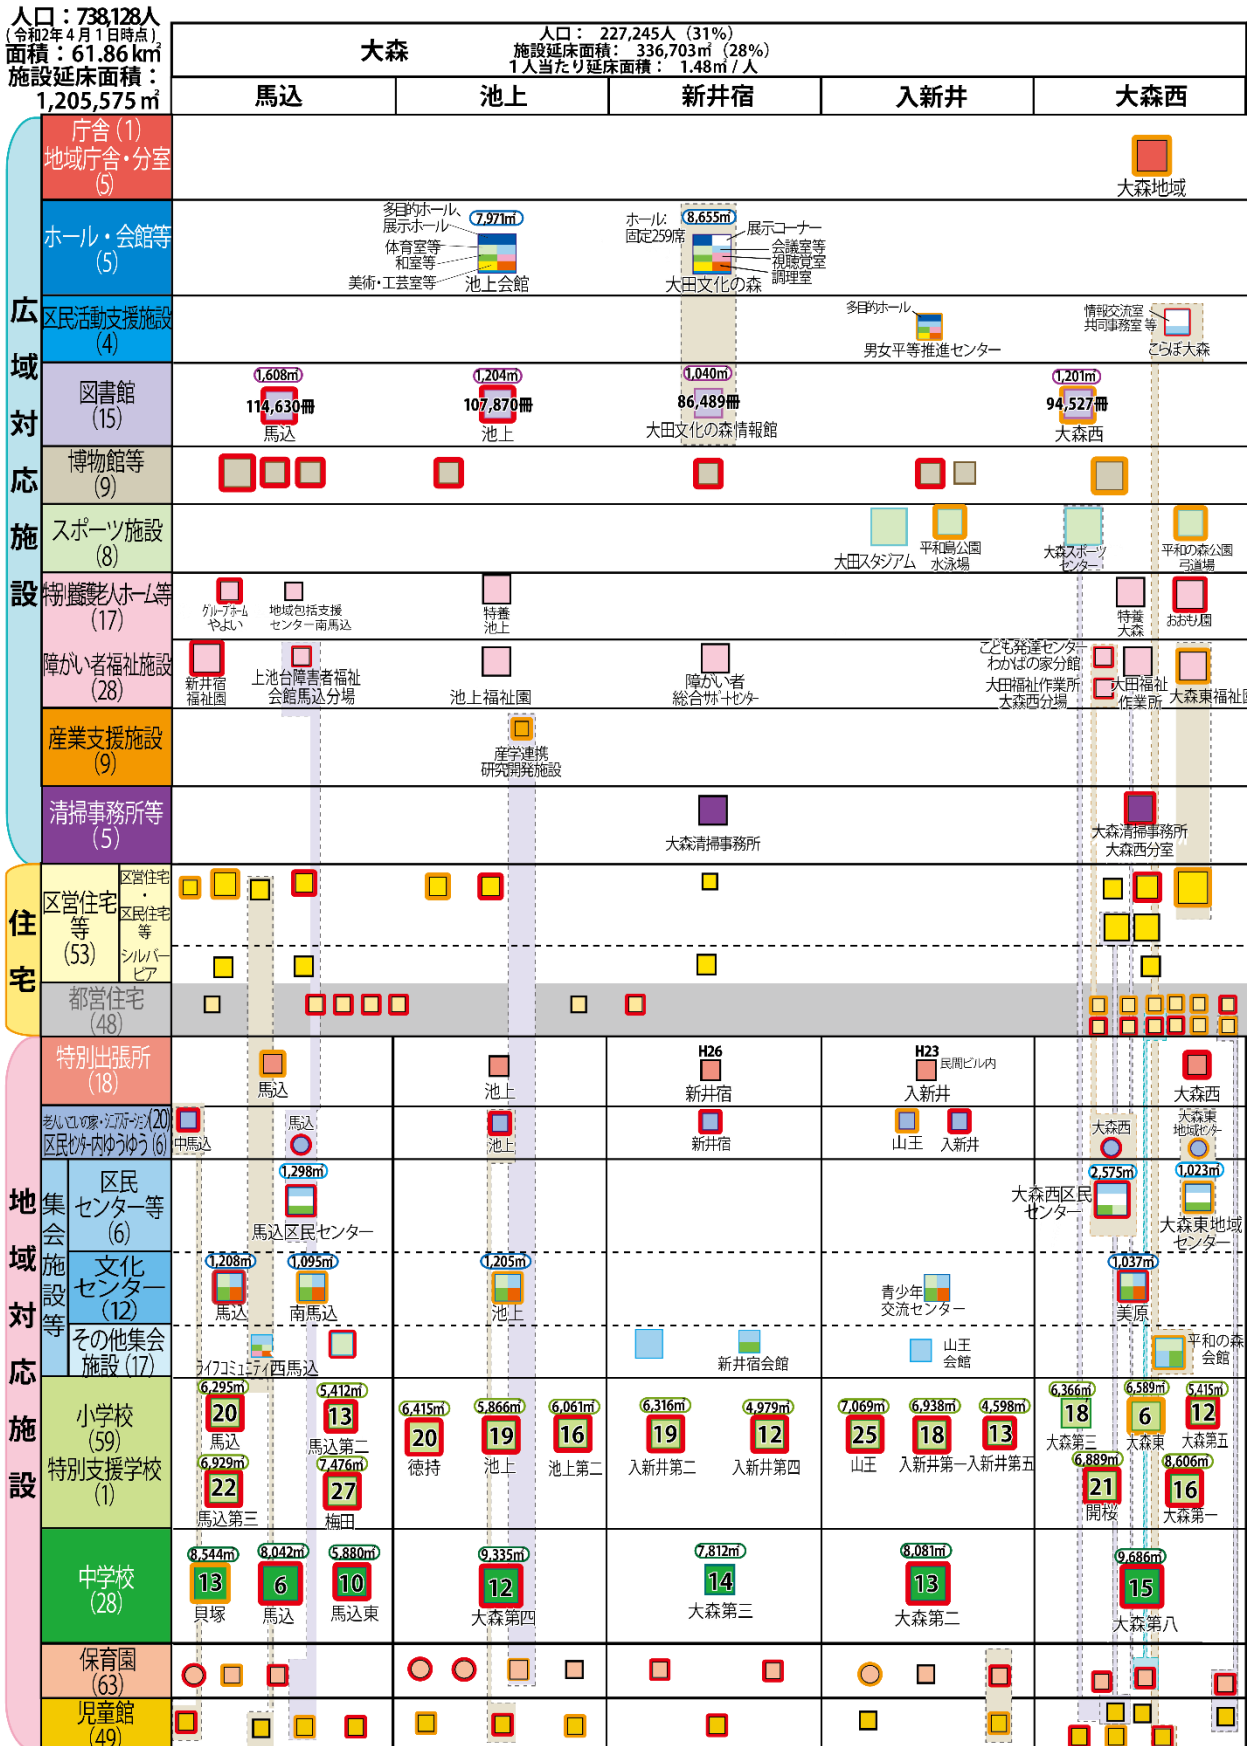 人口：738,128人
(令和2年4月1日時点)
面積：61.86㎢
施設延床面積：
1,205,575㎡
大森
人口： 227,245人（31%）
施設延床面積： 336,703㎡（28%）
1人当たり延床面積： 1.48㎡/人
馬込
池上
新井宿
入新井
大森西
広域対応施設
庁舎(1)
地域庁舎・分室
(5)
大森地域
ホール・会館等
(5)
多目的ホール、
展示ホール
体育室等
和室等
美術・工芸室等
7,971㎡
池上会館
ホール：
固定259席
8,655㎡
展示コーナー
会議室等
視聴覚室
調理室
大田文化の森
区民活動支援施設
(4)
多目的ホール
男女平等推進センター
情報交流室
共同事務室 等
こらぼ大森
図書館
(15)
1,608㎡
114,630冊
馬込
1,204㎡
107,870冊
池上
1,040㎡
86,489冊
大田文化の森情報館
1,201㎡
94,527冊
大森西
博物館等
(9)
スポーツ施設
(8)
大田スタジアム
平和島公園
水泳場
大森スポーツ
センター
平和の森公園
弓道場
特別養護老人ホーム等
(17)
グループホーム
やよい
地域包括支援
センター南馬込
特養
池上
特養
大森
おおもり園
障がい者福祉施設
(28)
新井宿
福祉園
上池台障害者福祉
会館馬込分場
池上福祉園
障がい者
総合サポートセンター
こども発達センター
わかばの家分館
大田福祉作業所
大森西分場
大田福祉
作業所
大森東福祉園
産業支援施設
(9)
産学連携
研究開発施設
清掃事務所等
(5)
大森清掃事務所
大森清掃事務所
大森西分室
住宅
区営住宅
等
(53)
区営住宅
・
区民住宅
等
シルバー
ピア
都営住宅
(48)
地域対応施設
特別出張所
(18)
馬込
池上
H26
新井宿
H23
民間ビル内
入新井
大森西
老人いこいの家・シニアステーション(20)
区民センター内ゆうゆう(6)
中馬込
馬込
池上
新井宿
山王
入新井
大森西
大森東
地域センター
集会施設等
区民
センター等
(6)
1,298㎡
馬込区民センター
2,575㎡
大森西区民
センター
1,023㎡
大森東地域
センター
文化
センター
(12)
1,208㎡
馬込
1,095㎡
南馬込
1,205㎡
池上
青少年
交流センター
1,037㎡
美原
その他集会
施設(17)
ライフコミュニティ西馬込
新井宿会館
山王
会館
平和の森
会館
小学校
(59)
特別支援学校
(1)
6,295㎡
20
馬込
5,412㎡
13
馬込第二
6,929㎡
22
馬込第三
7,476㎡
27
梅田
6,415㎡
20
徳持
5,866㎡
19
池上
6,061㎡
16
池上第二
6,316㎡
19
入新井第二
4,979㎡
12
入新井第四
7,069㎡
25
山王
6,938㎡
18
入新井第一
4,598㎡
13
入新井第五
6,366㎡
18
大森第三
6,589㎡
6
大森東
5,415㎡
12
大森第五
6,889㎡
21
開桜
8,606㎡
16
大森第一
中学校
(28)
8,544㎡
13
貝塚
8,042㎡
6
馬込
5,880㎡
10
馬込東
9,335㎡
12
大森第四
7,812㎡
14
大森第三
8,081㎡
13
大森第二
9,686㎡
15
大森第八
保育園
(63)
児童館
(49)